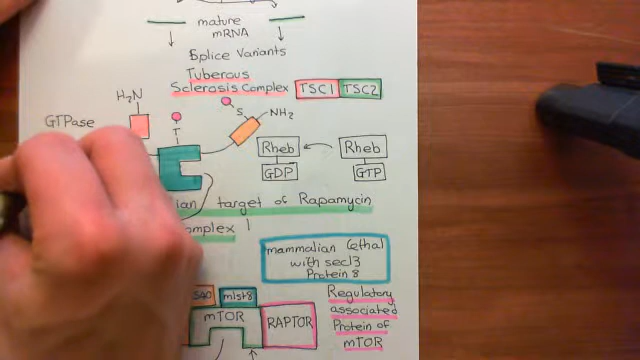 mature
mRNA
Splice Variants
Tuberous
Sclerosis Complex TSC1 TSC2
H₂N
S NH₂
GTPase
T
Rheb Rheb
GDP GTP
target of Rapamycin
1
mammalian lethal
with sec13
Protein 8
mlst8
mTOR
RAPTOR
Regulatory
associated
Protein of
mTOR